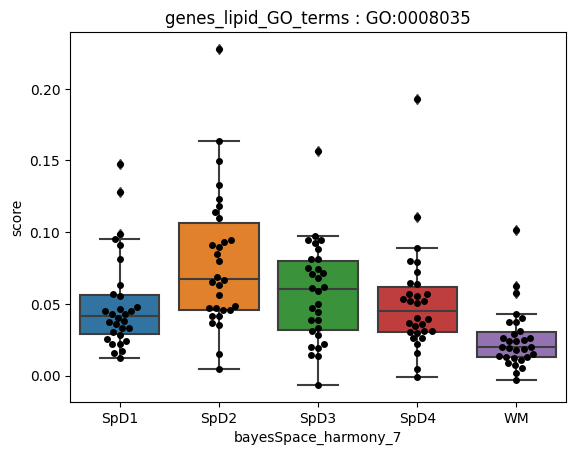 genes_lipid_GO_terms : GO:0008035
score
0.20
0.15
0.10
0.05
0.00
SpD1 SpD2 SpD3 SpD4 WM
bayesSpace_harmony_7